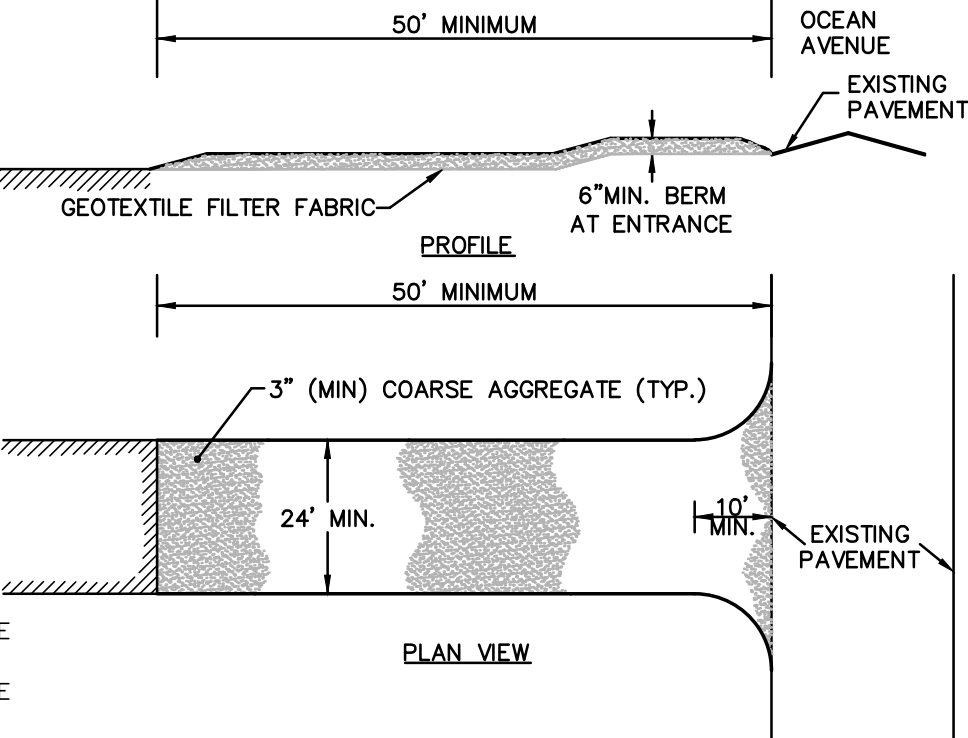 50' MINIMUM
OCEAN
AVENUE
EXISTING
PAVEMENT
GEOTEXTILE FILTER FABRIC
6"MIN. BERM
AT ENTRANCE
PROFILE
50' MINIMUM
3" (MIN) COARSE AGGREGATE (TYP.)
24' MIN.
10'
MIN.
EXISTING
PAVEMENT
E
PLAN VIEW
E